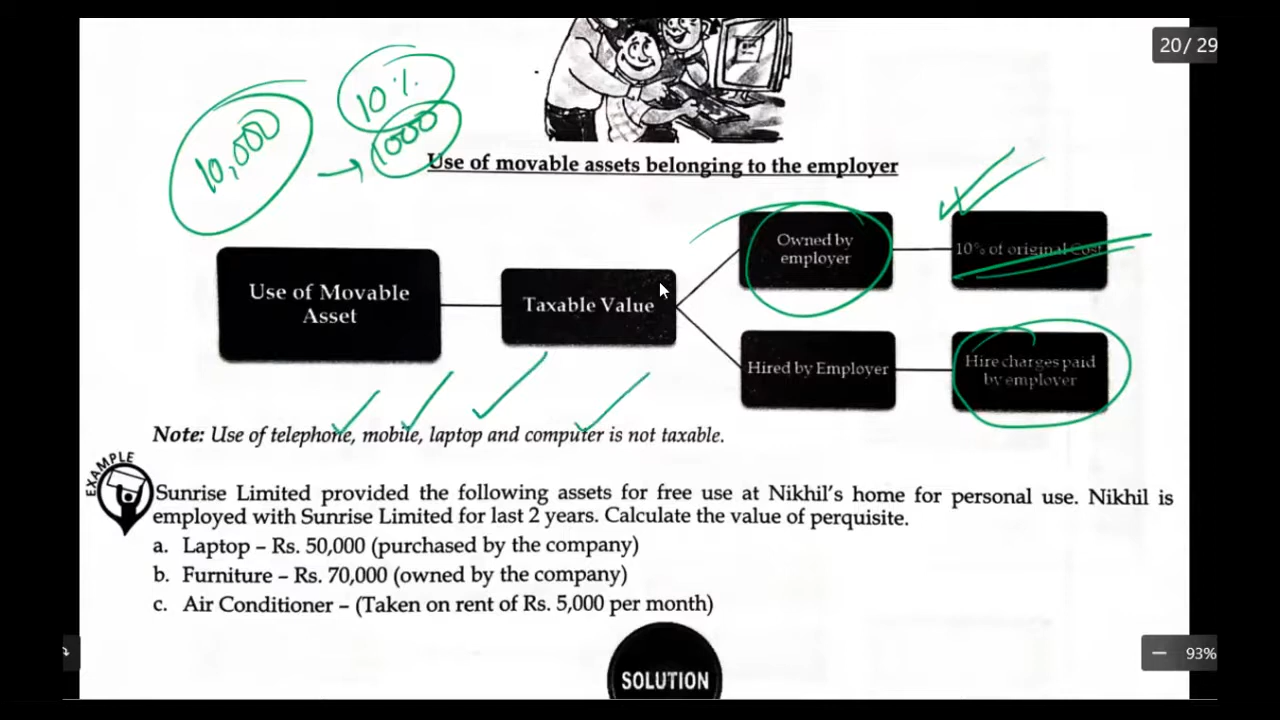 20 / 29
10,000
10%
→ 1000
Use of movable assets belonging to the employer
Owned by
employer
10% of original Cost
Use of Movable
Asset
Taxable Value
Hired by Employer
Hire charges paid
by employer
Note: Use of telephone, mobile, laptop and computer is not taxable.
EXAMPLE
Sunrise Limited provided the following assets for free use at Nikhil's home for personal use. Nikhil is
employed with Sunrise Limited for last 2 years. Calculate the value of perquisite.
a. Laptop – Rs. 50,000 (purchased by the company)
b. Furniture – Rs. 70,000 (owned by the company)
c. Air Conditioner – (Taken on rent of Rs. 5,000 per month)
SOLUTION
— 93%